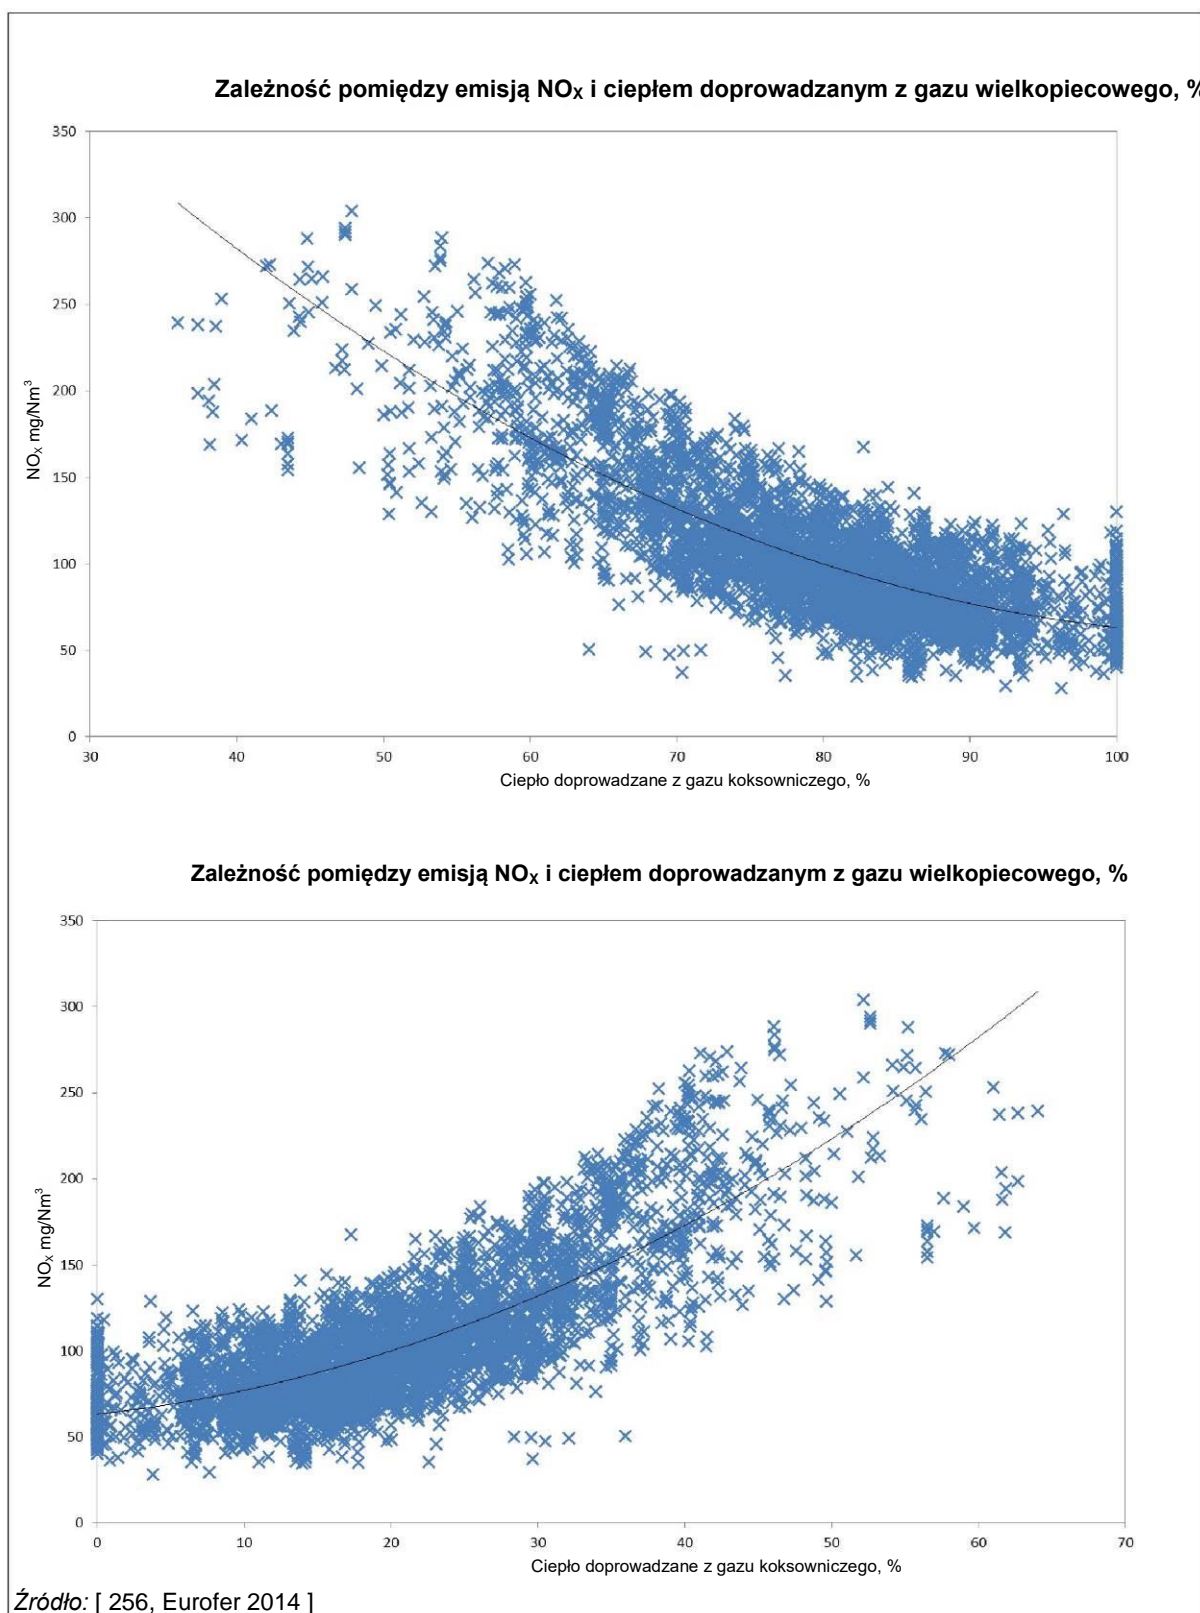 Zależność pomiędzy emisją NOX i ciepłem doprowadzanym z gazu wielkopiecowego, %
350
300
250
200
150
100
50
0
NOX mg/Nm³
30 40 50 60 70 80 90 100
Ciepło doprowadzane z gazu koksowniczego, %
Zależność pomiędzy emisją NOX i ciepłem doprowadzanym z gazu wielkopiecowego, %
350
300
250
200
150
100
50
0
NOX mg/Nm³
0 10 20 30 40 50 60 70
Ciepło doprowadzane z gazu koksowniczego, %
Źródło: [ 256, Eurofer 2014 ]